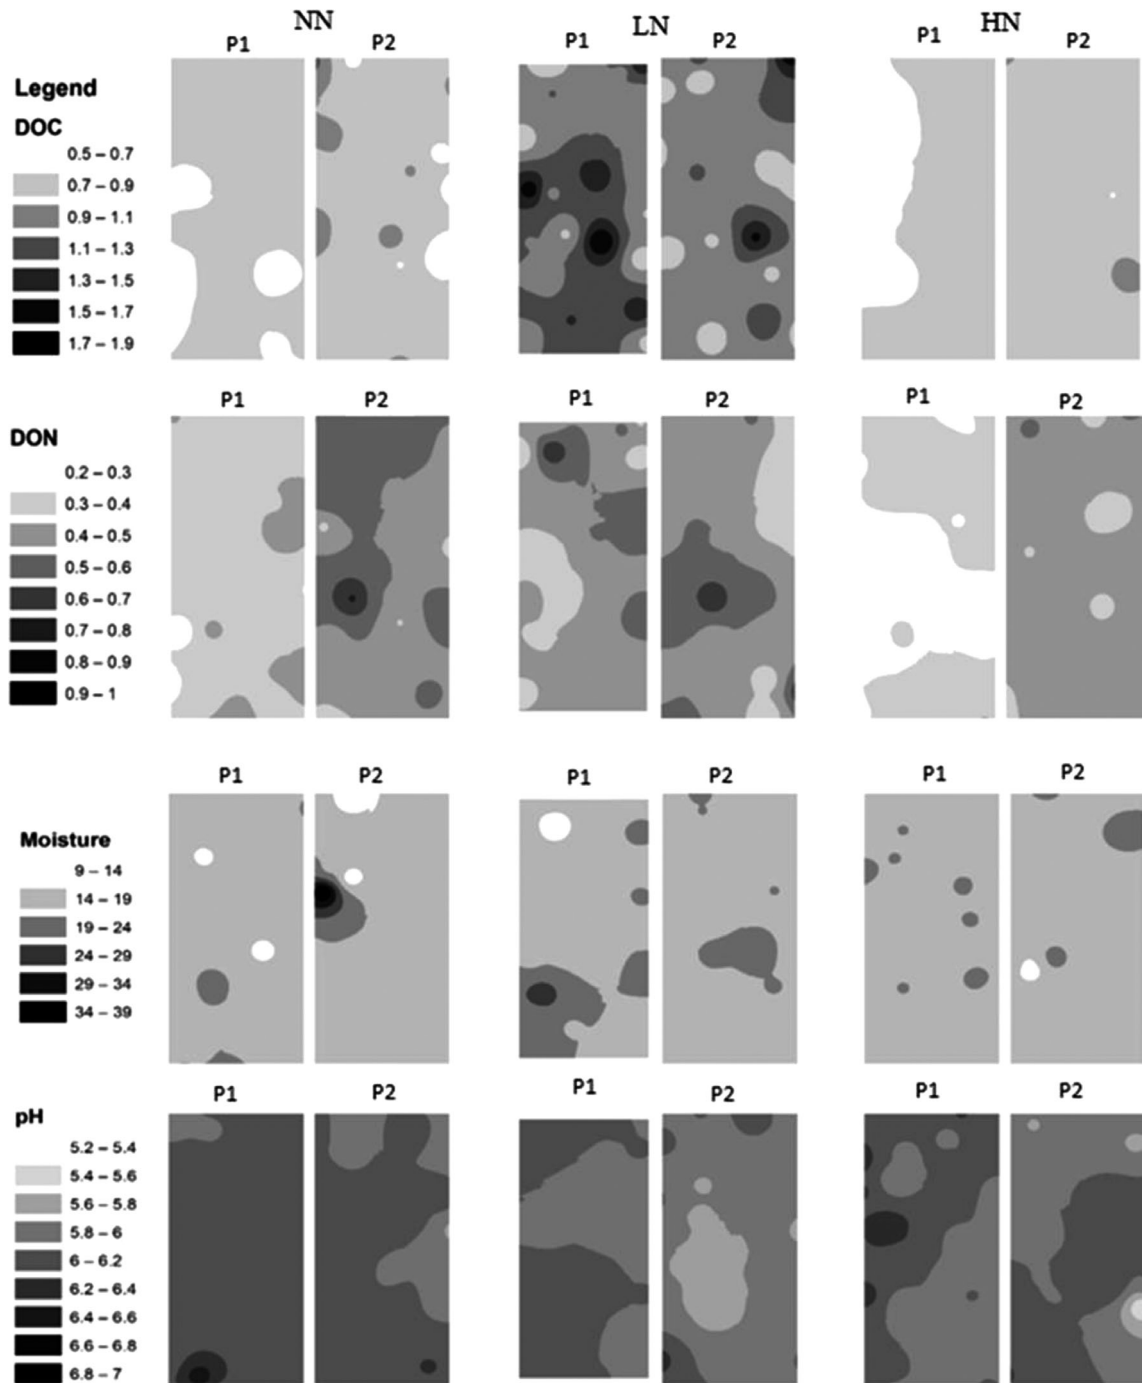 NN LN HN
P1 P2 P1 P2 P1 P2
Legend
DOC
0.5 – 0.7
0.7 – 0.9
0.9 – 1.1
1.1 – 1.3
1.3 – 1.5
1.5 – 1.7
1.7 – 1.9
P1 P2 P1 P2 P1 P2
DON
0.2 – 0.3
0.3 – 0.4
0.4 – 0.5
0.5 – 0.6
0.6 – 0.7
0.7 – 0.8
0.8 – 0.9
0.9 – 1
P1 P2 P1 P2 P1 P2
Moisture
9 – 14
14 – 19
19 – 24
24 – 29
29 – 34
34 – 39
P1 P2 P1 P2 P1 P2
pH
5.2 – 5.4
5.4 – 5.6
5.6 – 5.8
5.8 – 6
6 – 6.2
6.2 – 6.4
6.4 – 6.6
6.6 – 6.8
6.8 – 7